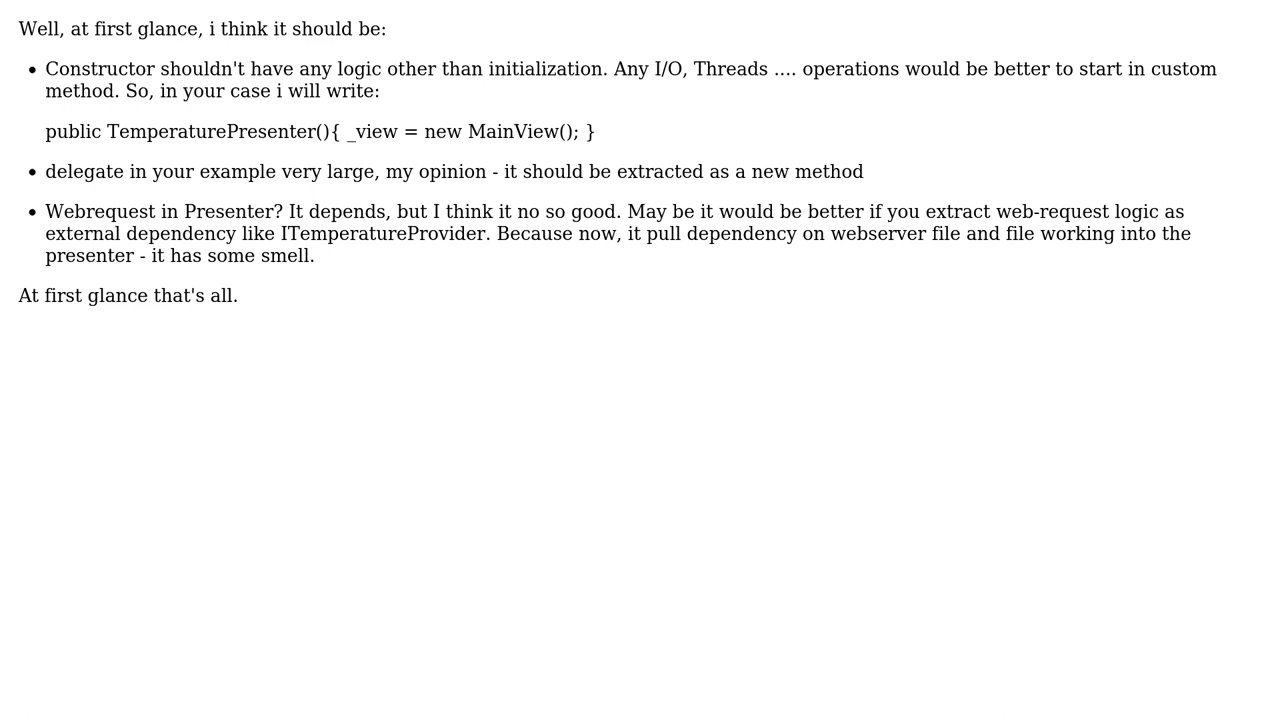 Well, at first glance, i think it should be:
Constructor shouldn't have any logic other than initialization. Any I/O, Threads .... operations would be better to start in custom
method. So, in your case i will write:
public TemperaturePresenter(){ _view = new MainView(); }
delegate in your example very large, my opinion - it should be extracted as a new method
Webrequest in Presenter? It depends, but I think it no so good. May be it would be better if you extract web-request logic as
external dependency like ITemperatureProvider. Because now, it pull dependency on webserver file and file working into the
presenter - it has some smell.
At first glance that's all.